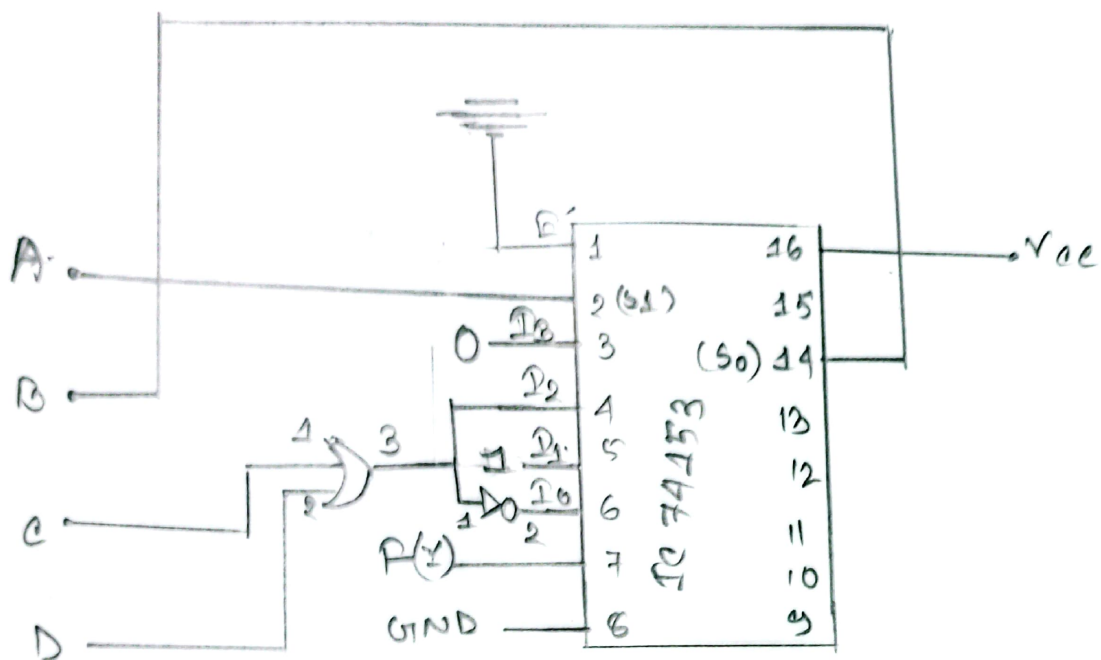 E'
1 16 Vcc
A
2 (S1) 15
0 I3 3 (S0) 14
B
I2 4 13
1 3
1 I1 5 12
2
C
1 2 I0 6 11
F(Y) 7 10
GND 8 9
D
IC 74153